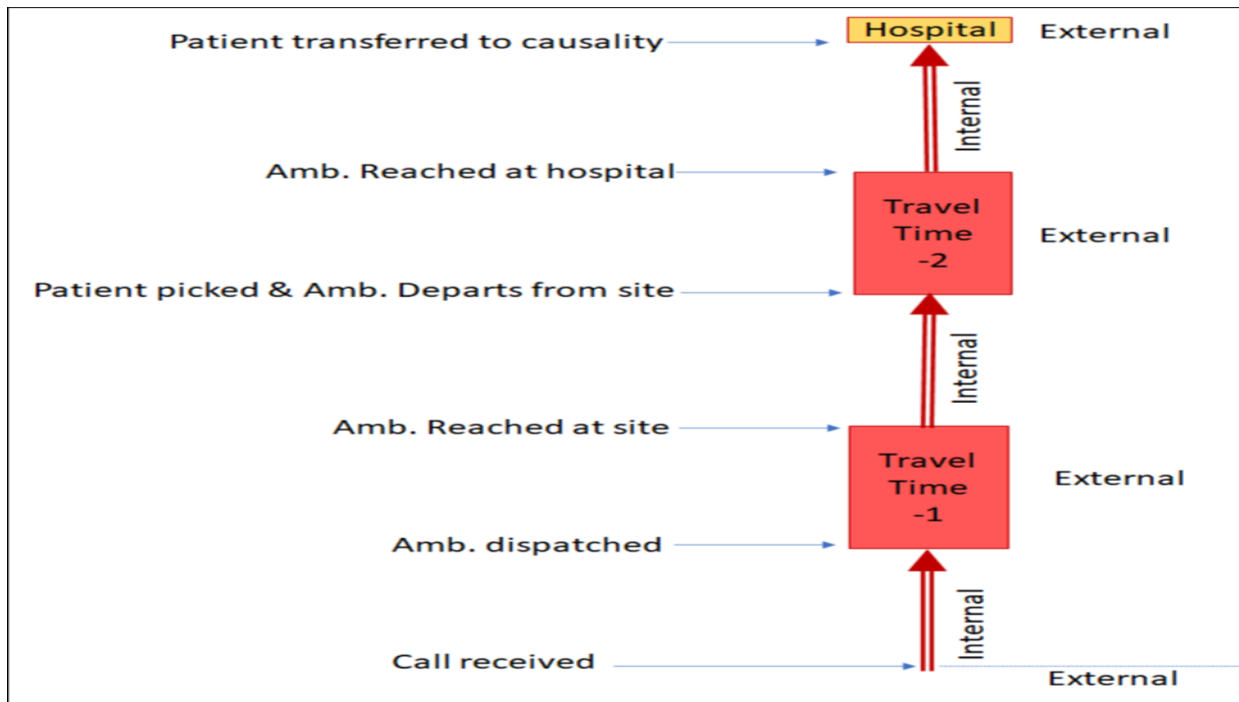 Patient transferred to causality
Hospital
External
Internal
Amb. Reached at hospital
Travel
Time
-2
External
Patient picked & Amb. Departs from site
Internal
Amb. Reached at site
Travel
Time
-1
External
Amb. dispatched
Internal
Call received
External